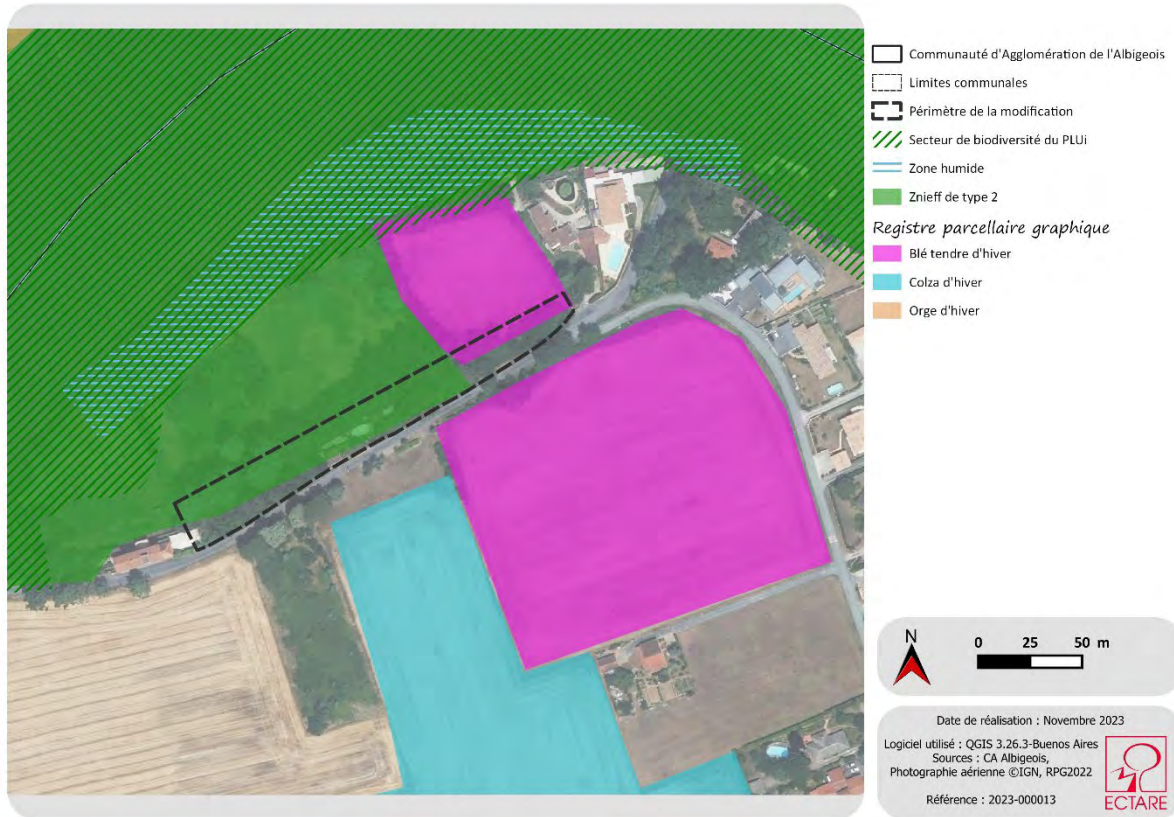 Communauté d'Agglomération de l'Albigeois
Limites communales
Périmètre de la modification
Secteur de biodiversité du PLUi
Zone humide
Znieff de type 2
Registre parcellaire graphique
Blé tendre d'hiver
Colza d'hiver
Orge d'hiver
N
0 25 50 m
Date de réalisation : Novembre 2023
Logiciel utilisé : QGIS 3.26.3-Buenos Aires
Sources : CA Albigeois,
Photographie aérienne ©IGN, RPG2022
Référence : 2023-000013
ECTARE